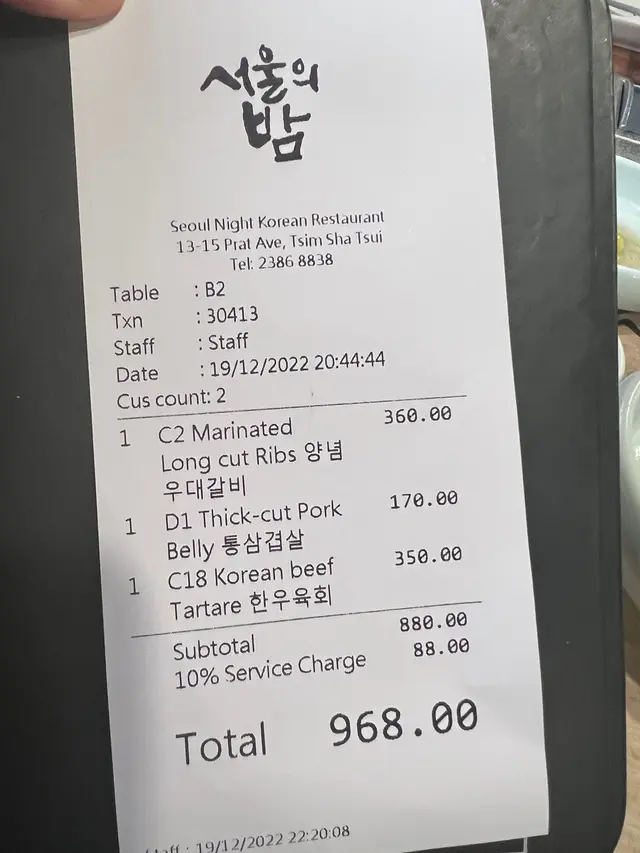 서울의
밤
Seoul Night Korean Restaurant
13-15 Prat Ave, Tsim Sha Tsui
Tel: 2386 8838
Table : B2
Txn : 30413
Staff : Staff
Date : 19/12/2022 20:44:44
Cus count: 2
1 C2 Marinated 360.00
Long cut Ribs 양념
우대갈비
1 D1 Thick-cut Pork 170.00
Belly 통삼겹살
1 C18 Korean beef 350.00
Tartare 한우육회
Subtotal 880.00
10% Service Charge 88.00
Total 968.00
: 19/12/2022 22:20:08